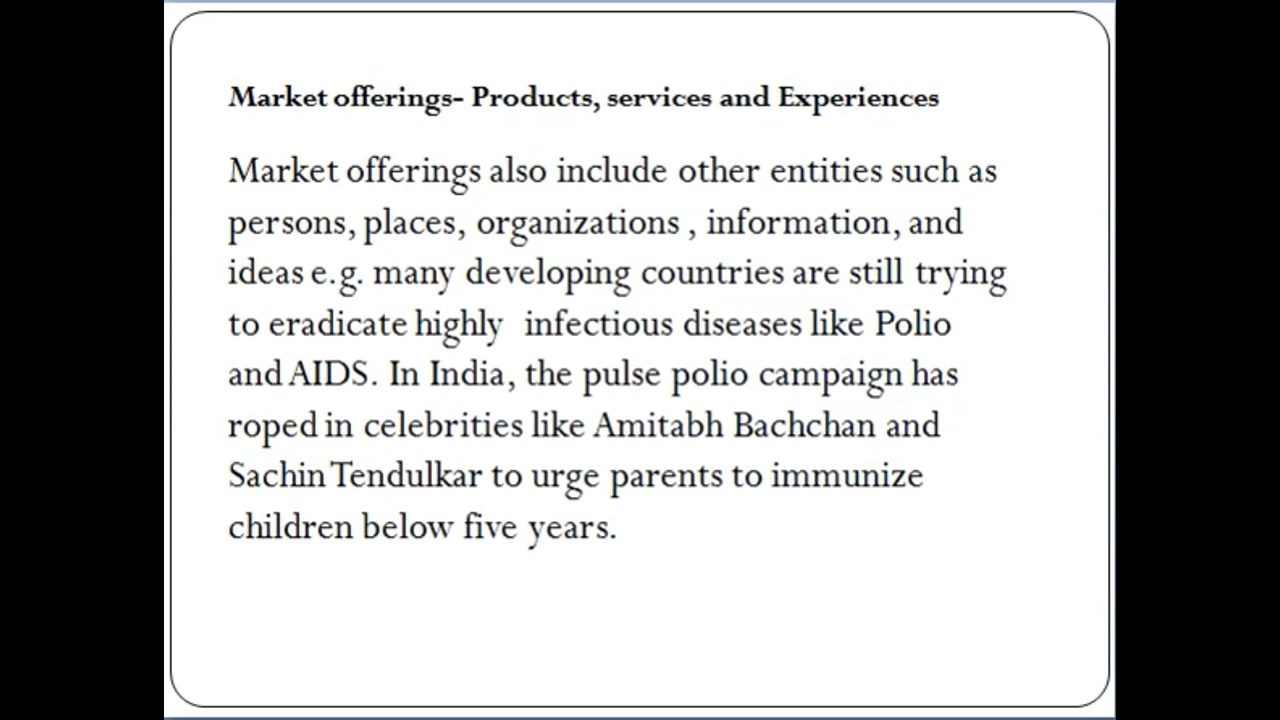 Market offerings- Products, services and Experiences
Market offerings also include other entities such as
persons, places, organizations , information, and
ideas e.g. many developing countries are still trying
to eradicate highly infectious diseases like Polio
and AIDS. In India, the pulse polio campaign has
roped in celebrities like Amitabh Bachchan and
Sachin Tendulkar to urge parents to immunize
children below five years.